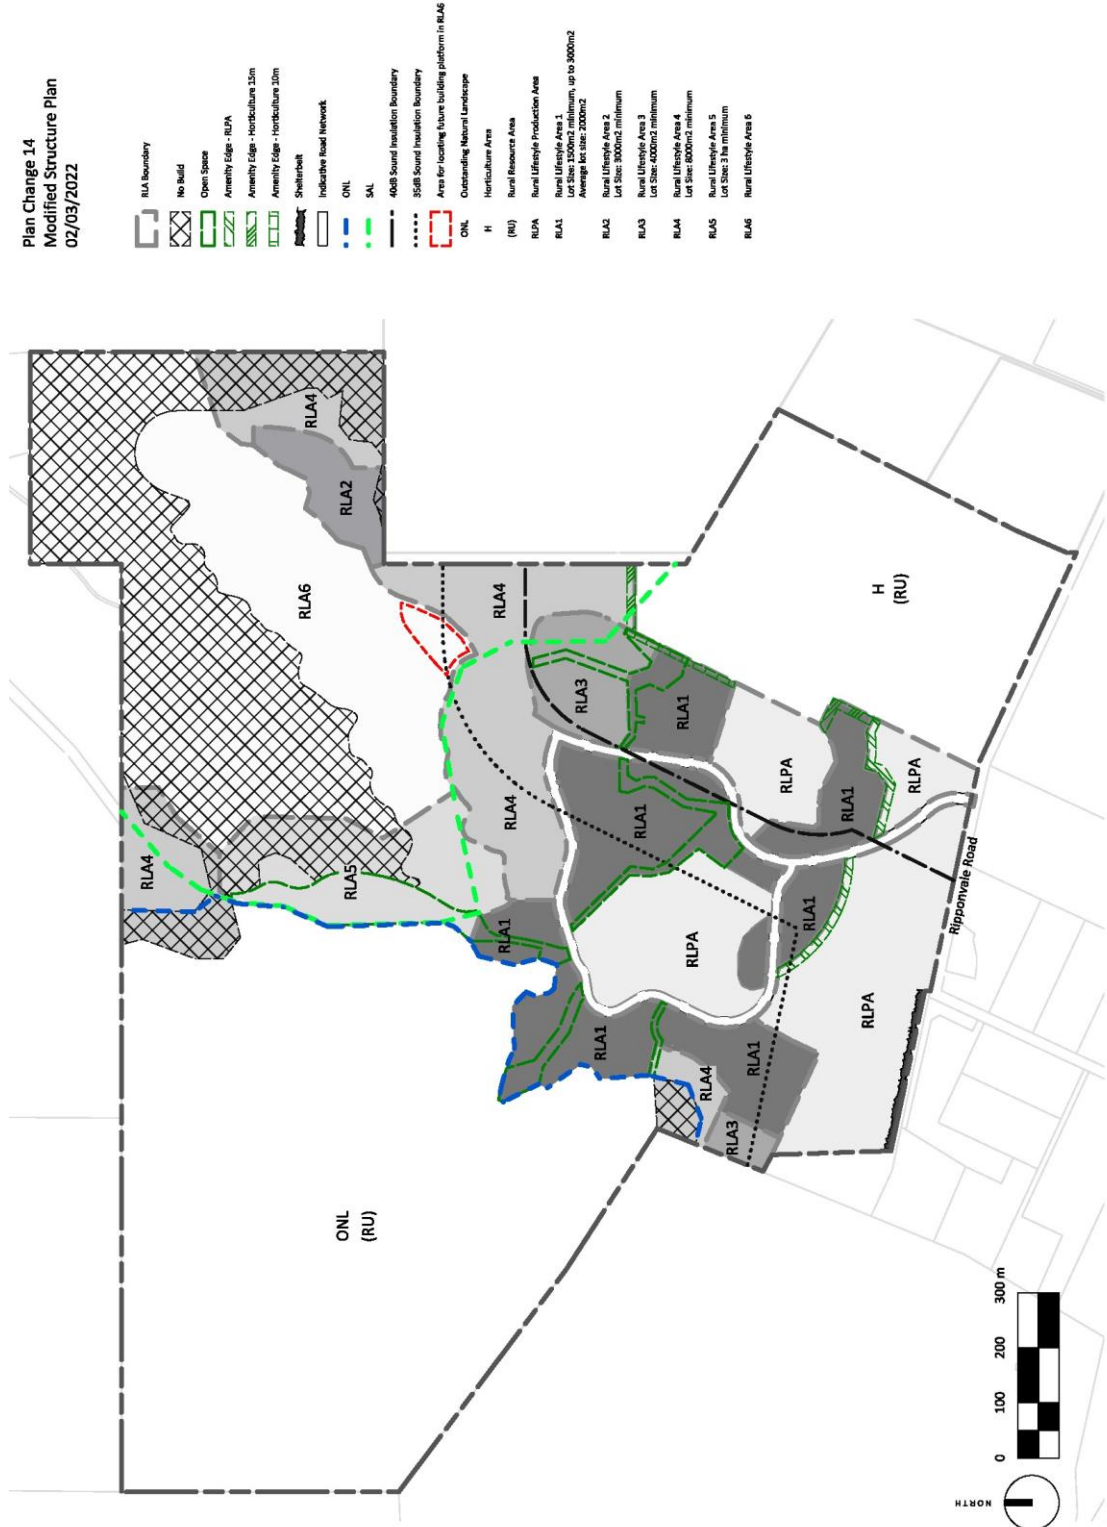 Plan Change 14
Modified Structure Plan
02/03/2022
RLA Boundary
No Build
Open Space
Amenity Edge - RLPA
Amenity Edge - Horticulture 15m
Amenity Edge - Horticulture 10m
Shelterbelt
Indicative Road Network
ONL
SAL
40dB Sound Insulation Boundary
35dB Sound Insulation Boundary
Area for locating future building platform in RLA6
ONL Outstanding Natural Landscape
H Horticulture Area
(RU) Rural Resource Area
RLPA Rural Lifestyle Production Area
RLA1 Rural Lifestyle Area 1
Lot Size: 1500m2 minimum, up to 3000m2
Average lot size: 2000m2
RLA2 Rural Lifestyle Area 2
Lot Size: 3000m2 minimum
RLA3 Rural Lifestyle Area 3
Lot Size: 4000m2 minimum
RLA4 Rural Lifestyle Area 4
Lot Size: 8000m2 minimum
RLA5 Rural Lifestyle Area 5
Lot Size: 3 ha minimum
RLA6 Rural Lifestyle Area 6
RLA4
RLA2
RLA6
RLA4
RLA4
RLA5
RLA4
RLA3
RLA1
RLA1
RLA1
RLPA
RLA1
RLPA
H
(RU)
RLA1
RLPA
RLA1
RLA1
RLA4
RLA3
RLPA
ONL
(RU)
Ripponvale Road
0 100 200 300 m
NORTH